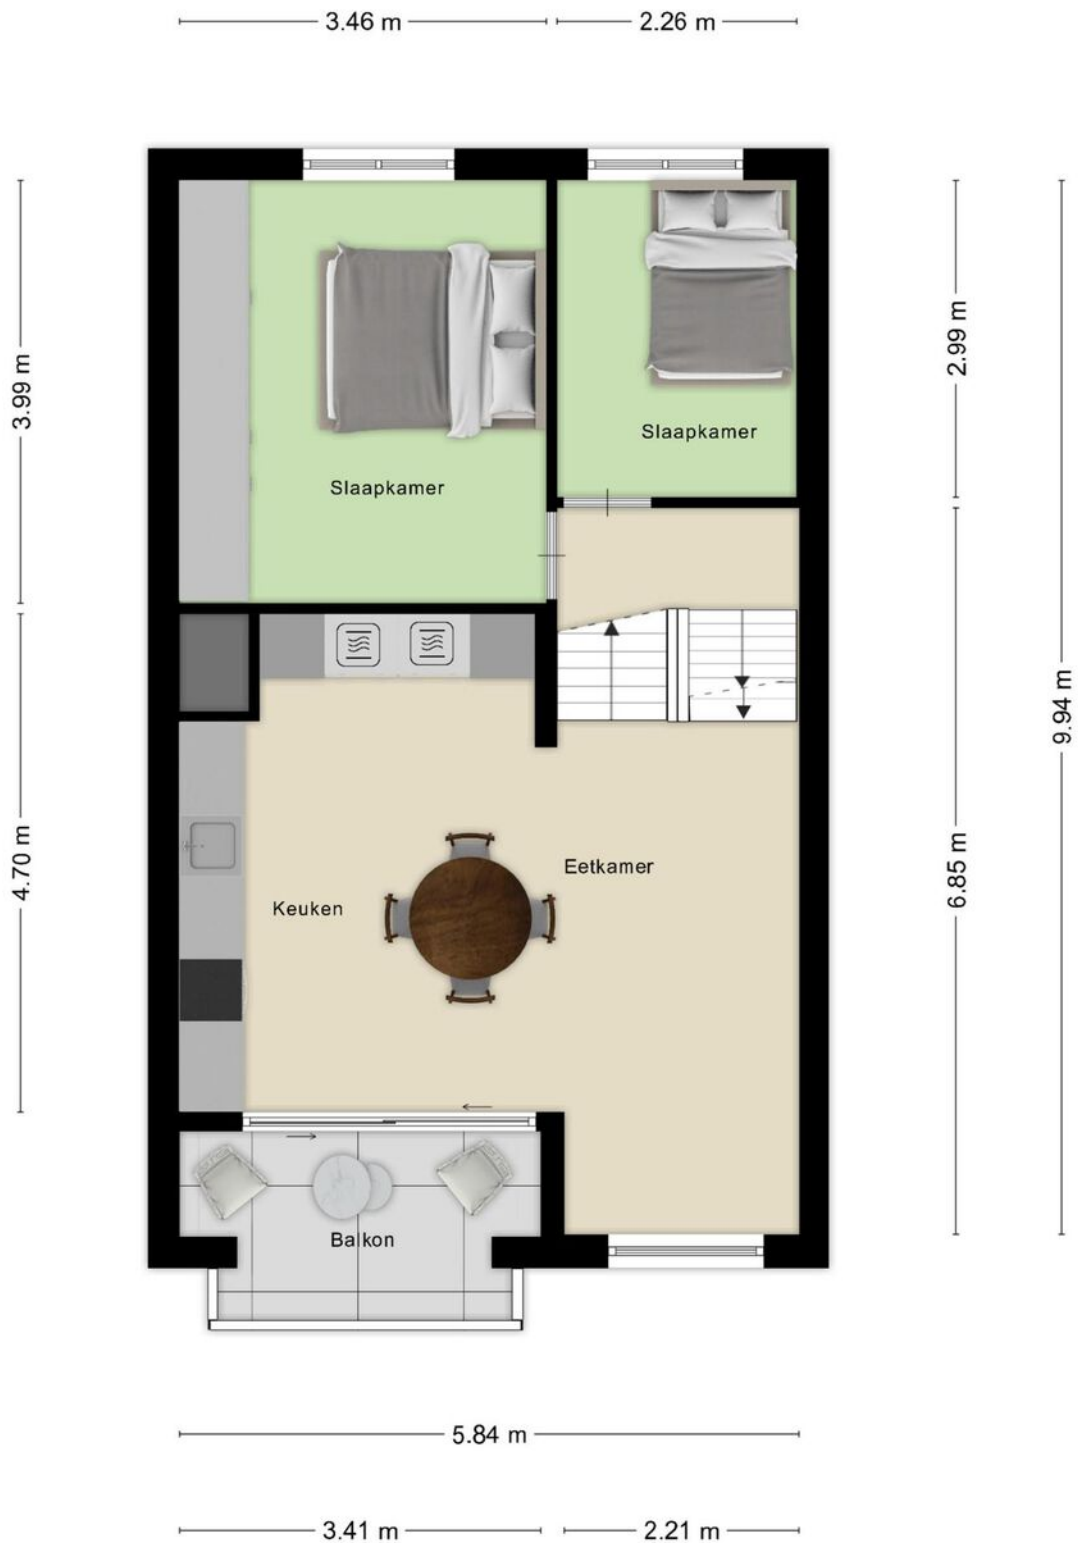 3.46 m
2.26 m
3.99 m
2.99 m
Slaapkamer
Slaapkamer
9.94 m
4.70 m
6.85 m
Eetkamer
Keuken
Balkon
5.84 m
3.41 m
2.21 m